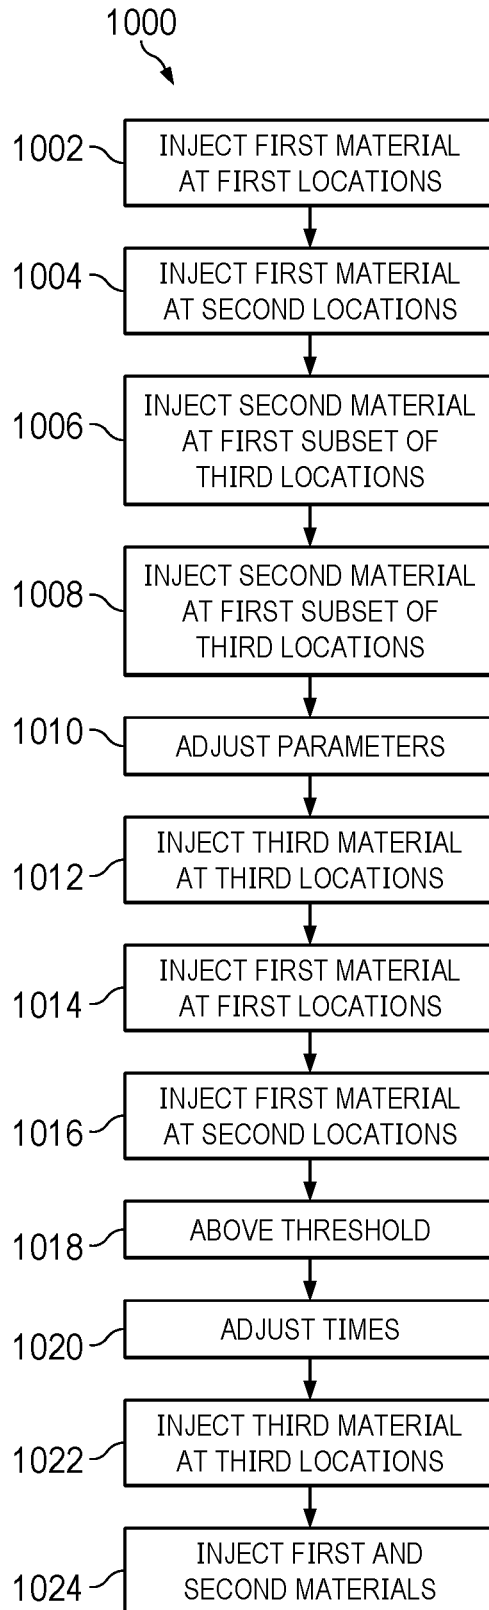 1000
1002
INJECT FIRST MATERIAL
AT FIRST LOCATIONS
1004
INJECT FIRST MATERIAL
AT SECOND LOCATIONS
1006
INJECT SECOND MATERIAL
AT FIRST SUBSET OF
THIRD LOCATIONS
1008
INJECT SECOND MATERIAL
AT FIRST SUBSET OF
THIRD LOCATIONS
1010
ADJUST PARAMETERS
1012
INJECT THIRD MATERIAL
AT THIRD LOCATIONS
1014
INJECT FIRST MATERIAL
AT FIRST LOCATIONS
1016
INJECT FIRST MATERIAL
AT SECOND LOCATIONS
1018
ABOVE THRESHOLD
1020
ADJUST TIMES
1022
INJECT THIRD MATERIAL
AT THIRD LOCATIONS
1024
INJECT FIRST AND
SECOND MATERIALS